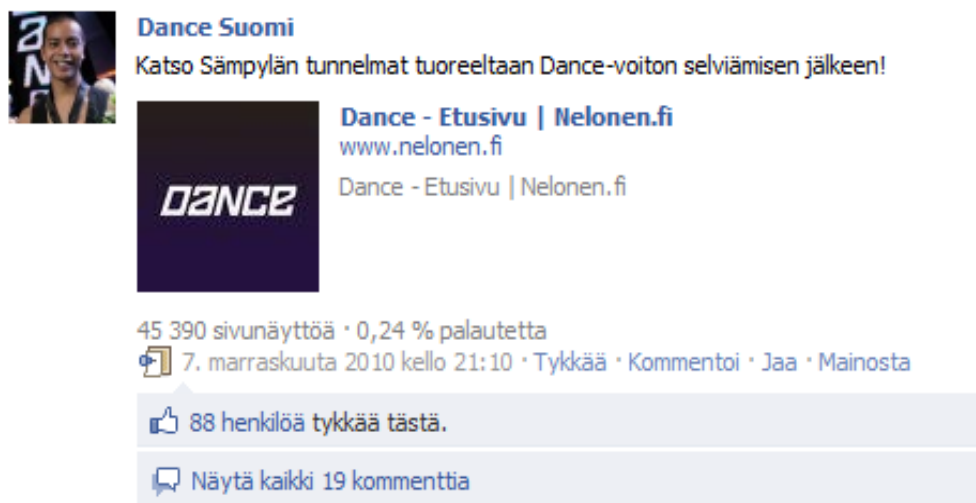 Dance Suomi
Katso Sämpylän tunnelmat tuoreeltaan Dance-voiton selviämisen jälkeen!
DANCE
Dance - Etusivu | Nelonen.fi
www.nelonen.fi
Dance - Etusivu | Nelonen.fi
45 390 sivunäyttöä · 0,24 % palautetta
7. marraskuuta 2010 kello 21:10 · Tykkää · Kommentoi · Jaa · Mainosta
88 henkilöä tykkää tästä.
Näytä kaikki 19 kommenttia